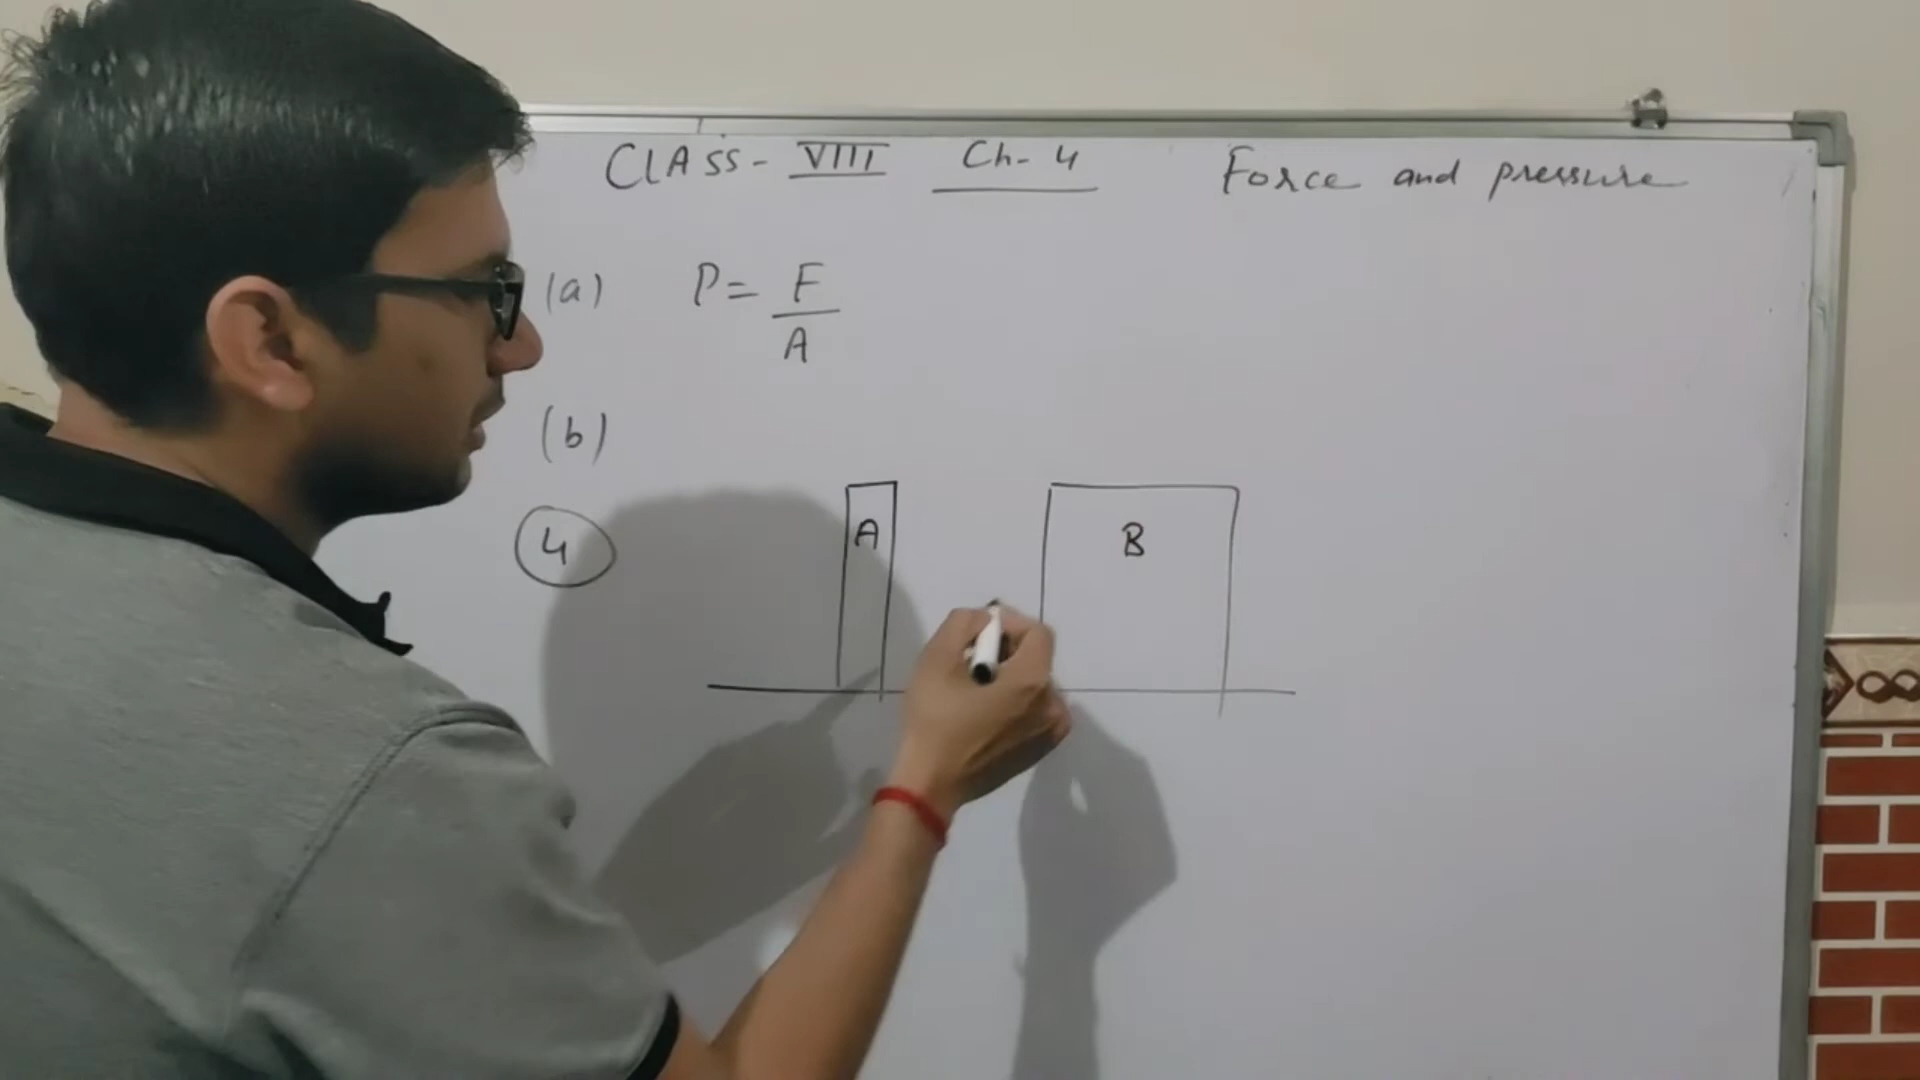 CLASS- VIII Ch-4 Force and pressure
(a) P= F
A
(b)
4 A B